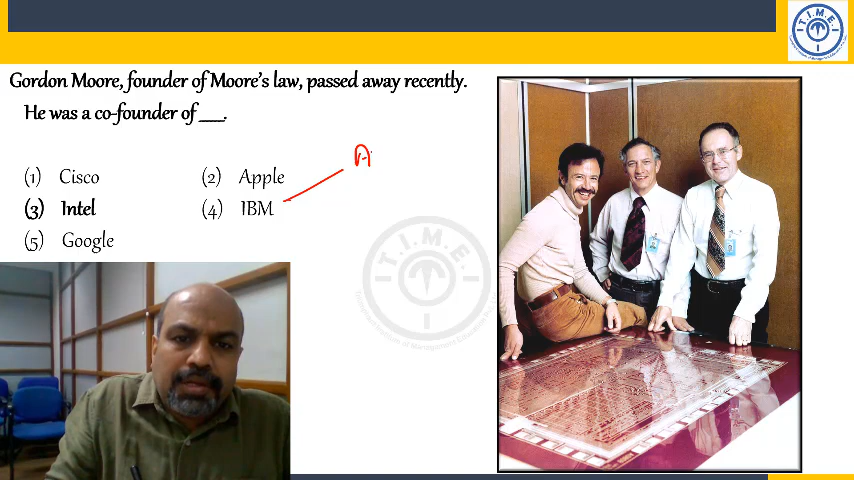 T.I.M.E.
Gordon Moore, founder of Moore's law, passed away recently.
He was a co-founder of ___.
(1) Cisco (2) Apple
(3) Intel (4) IBM
(5) Google
T.I.M.E.